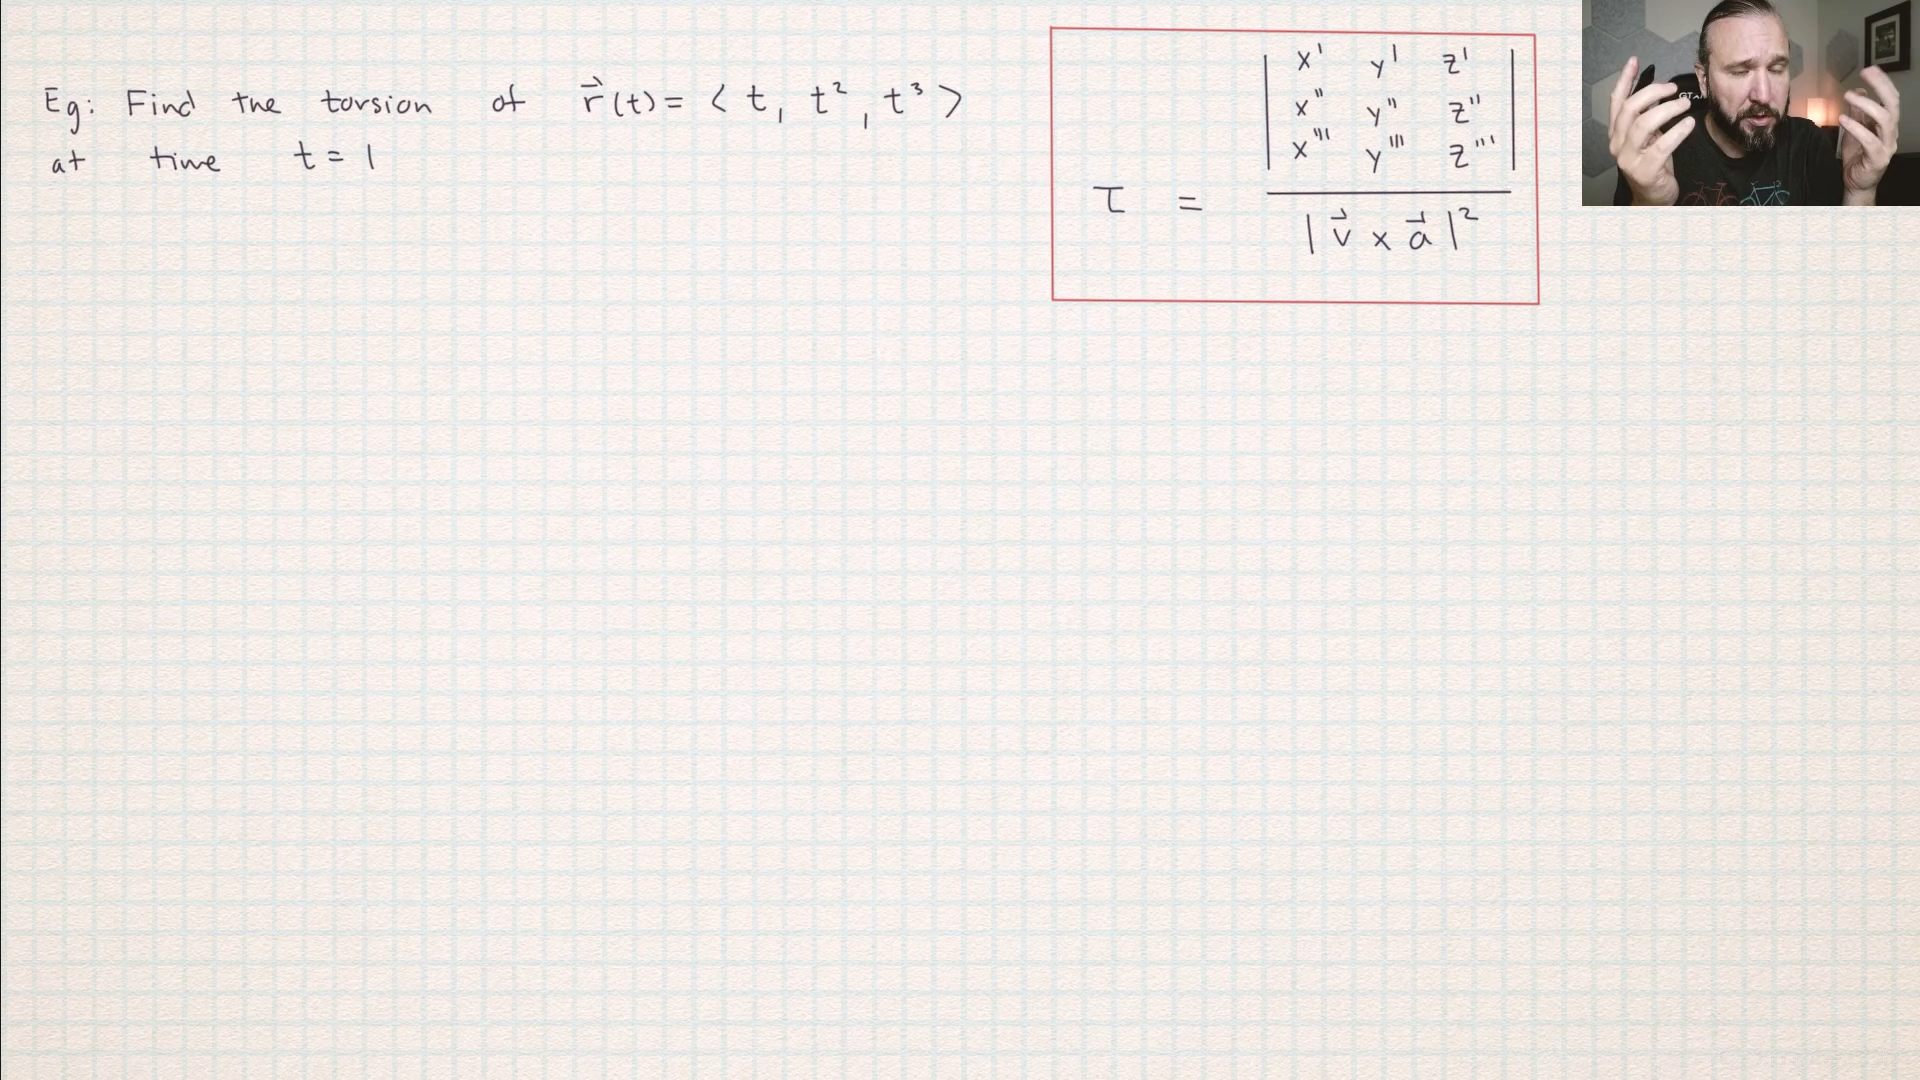 Eg: Find the torsion of r⃗(t) = ⟨ t, t², t³ ⟩
at time t = 1
| x' y' z' |
| x'' y'' z'' |
| x''' y''' z''' |
τ =
| v⃗ × a⃗ |²